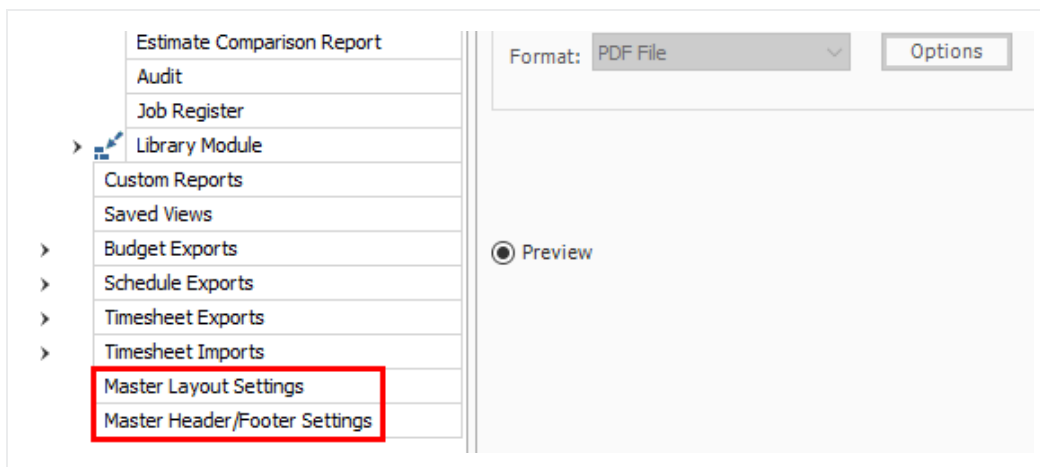 Estimate Comparison Report
Audit
Job Register
Library Module
Custom Reports
Saved Views
Budget Exports
Schedule Exports
Timesheet Exports
Timesheet Imports
Master Layout Settings
Master Header/Footer Settings
Format: PDF File Options
Preview